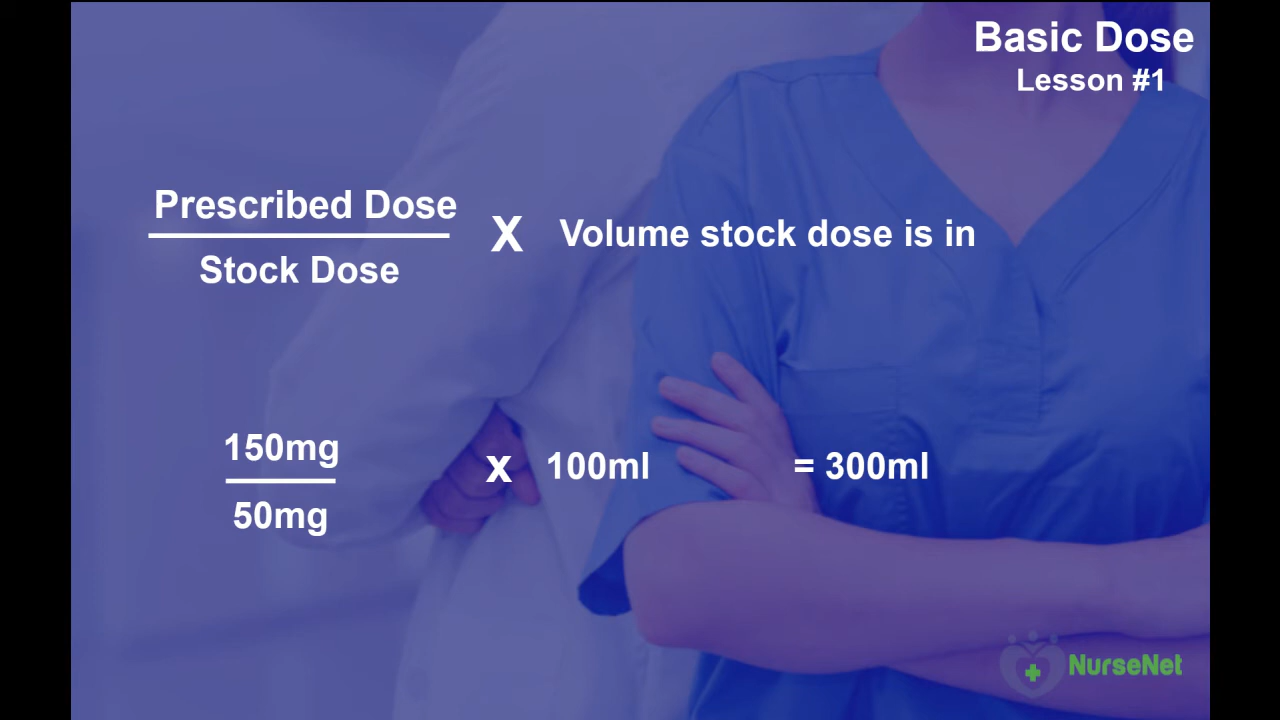 Basic Dose
Lesson #1
Prescribed Dose
Stock Dose
X
Volume stock dose is in
150mg
50mg
x
100ml
= 300ml
NurseNet